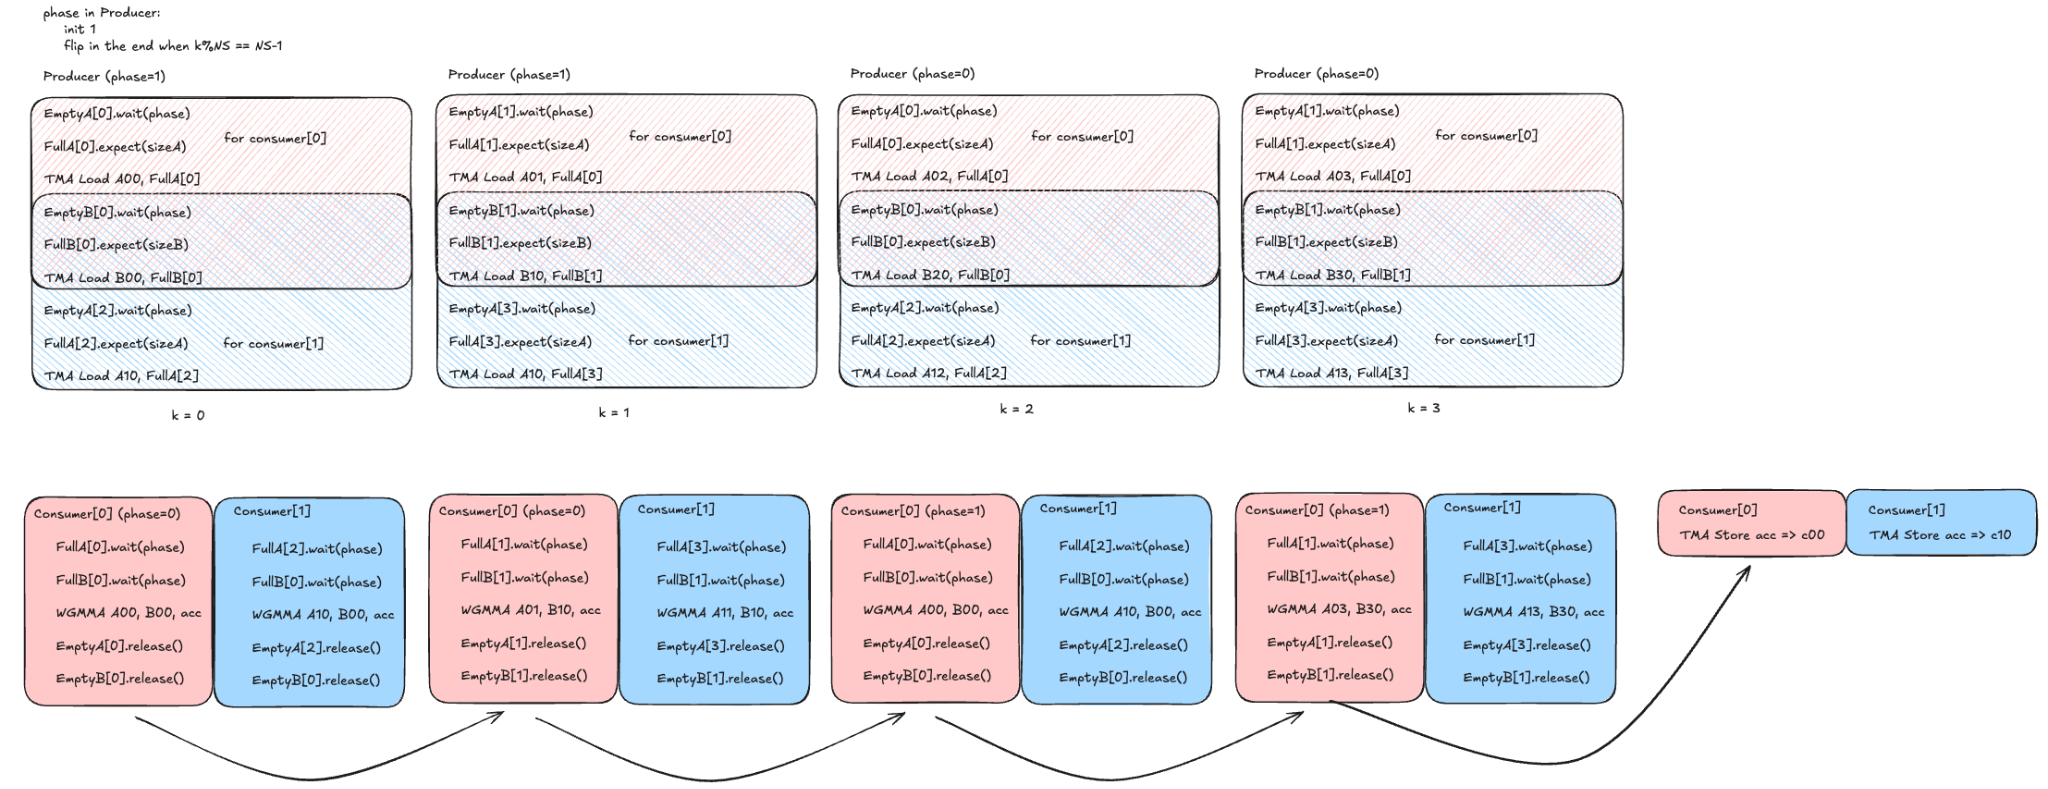 phase in Producer:
init 1
flip in the end when k%NS == NS-1
Producer (phase=1)
EmptyA[0].wait(phase)
FullA[0].expect(sizeA)
for consumer[0]
TMA Load A00, FullA[0]
EmptyB[0].wait(phase)
FullB[0].expect(sizeB)
TMA Load B00, FullB[0]
EmptyA[2].wait(phase)
FullA[2].expect(sizeA)
for consumer[1]
TMA Load A10, FullA[2]
k = 0
Producer (phase=1)
EmptyA[1].wait(phase)
FullA[1].expect(sizeA)
for consumer[0]
TMA Load A01, FullA[0]
EmptyB[1].wait(phase)
FullB[1].expect(sizeB)
TMA Load B10, FullB[1]
EmptyA[3].wait(phase)
FullA[3].expect(sizeA)
for consumer[1]
TMA Load A10, FullA[3]
k = 1
Producer (phase=0)
EmptyA[0].wait(phase)
FullA[0].expect(sizeA)
for consumer[0]
TMA Load A02, FullA[0]
EmptyB[0].wait(phase)
FullB[0].expect(sizeB)
TMA Load B20, FullB[0]
EmptyA[2].wait(phase)
FullA[2].expect(sizeA)
for consumer[1]
TMA Load A12, FullA[2]
k = 2
Producer (phase=0)
EmptyA[1].wait(phase)
FullA[1].expect(sizeA)
for consumer[0]
TMA Load A03, FullA[0]
EmptyB[1].wait(phase)
FullB[1].expect(sizeB)
TMA Load B30, FullB[1]
EmptyA[3].wait(phase)
FullA[3].expect(sizeA)
for consumer[1]
TMA Load A13, FullA[3]
k = 3
Consumer[0] (phase=0)
FullA[0].wait(phase)
FullB[0].wait(phase)
WGMMA A00, B00, acc
EmptyA[0].release()
EmptyB[0].release()
Consumer[1]
FullA[2].wait(phase)
FullB[0].wait(phase)
WGMMA A10, B00, acc
EmptyA[2].release()
EmptyB[0].release()
Consumer[0] (phase=0)
FullA[1].wait(phase)
FullB[1].wait(phase)
WGMMA A01, B10, acc
EmptyA[1].release()
EmptyB[1].release()
Consumer[1]
FullA[3].wait(phase)
FullB[1].wait(phase)
WGMMA A11, B10, acc
EmptyA[3].release()
EmptyB[1].release()
Consumer[0] (phase=1)
FullA[0].wait(phase)
FullB[0].wait(phase)
WGMMA A00, B00, acc
EmptyA[0].release()
EmptyB[0].release()
Consumer[1]
FullA[2].wait(phase)
FullB[0].wait(phase)
WGMMA A10, B00, acc
EmptyA[2].release()
EmptyB[0].release()
Consumer[0] (phase=1)
FullA[1].wait(phase)
FullB[1].wait(phase)
WGMMA A03, B30, acc
EmptyA[1].release()
EmptyB[1].release()
Consumer[1]
FullA[3].wait(phase)
FullB[1].wait(phase)
WGMMA A13, B30, acc
EmptyA[3].release()
EmptyB[1].release()
Consumer[0]
TMA Store acc => c00
Consumer[1]
TMA Store acc => c10